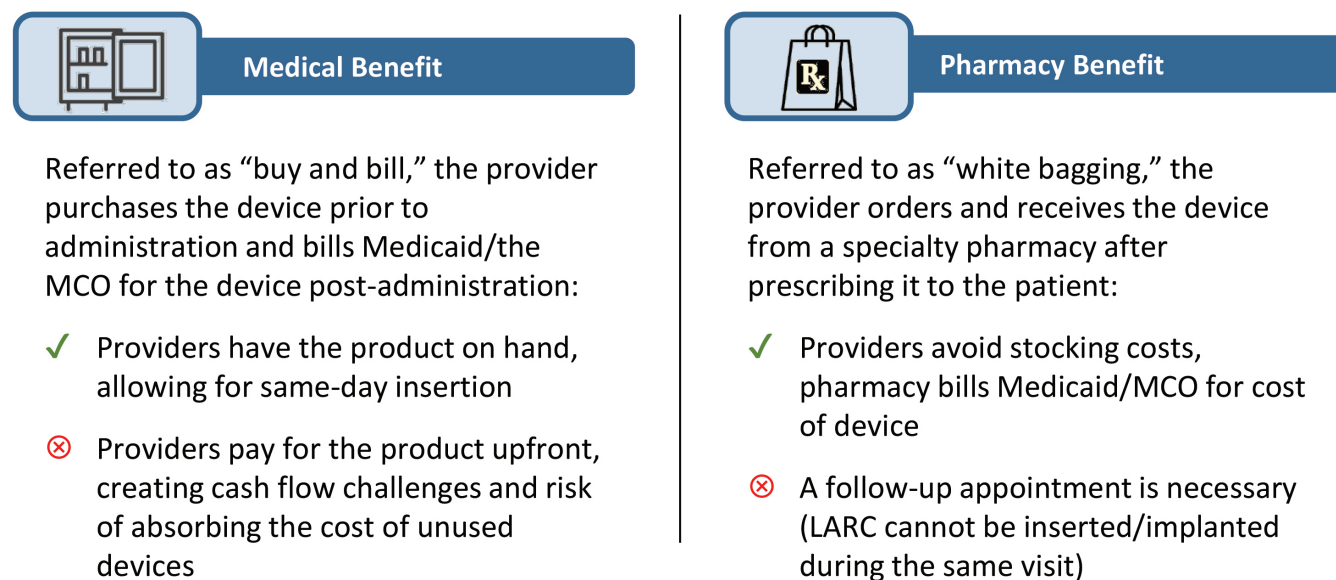 Medical Benefit
Referred to as “buy and bill,” the provider
purchases the device prior to
administration and bills Medicaid/the
MCO for the device post-administration:
✓ Providers have the product on hand,
allowing for same-day insertion
⊗ Providers pay for the product upfront,
creating cash flow challenges and risk
of absorbing the cost of unused
devices
Rx
Pharmacy Benefit
Referred to as “white bagging,” the
provider orders and receives the device
from a specialty pharmacy after
prescribing it to the patient:
✓ Providers avoid stocking costs,
pharmacy bills Medicaid/MCO for cost
of device
⊗ A follow-up appointment is necessary
(LARC cannot be inserted/implanted
during the same visit)